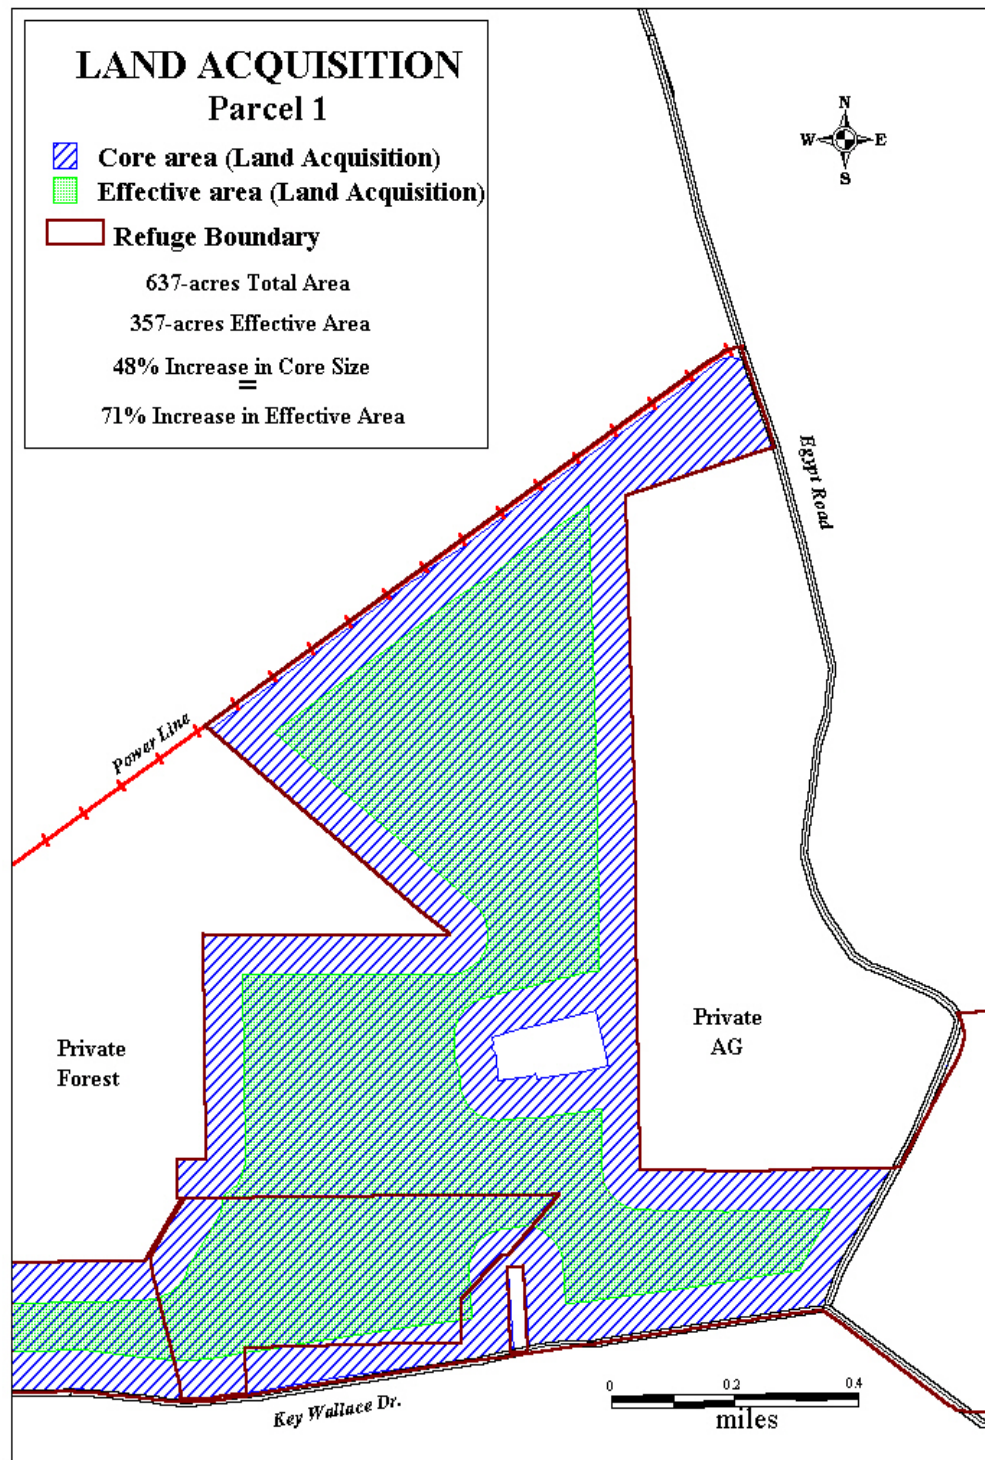 LAND ACQUISITION
Parcel 1
Core area (Land Acquisition)
Effective area (Land Acquisition)
Refuge Boundary
637-acres Total Area
357-acres Effective Area
48% Increase in Core Size
=
71% Increase in Effective Area
N
W E
S
Egypt Road
Power Line
Private
AG
Private
Forest
Key Wallace Dr.
0 0.2 0.4
miles